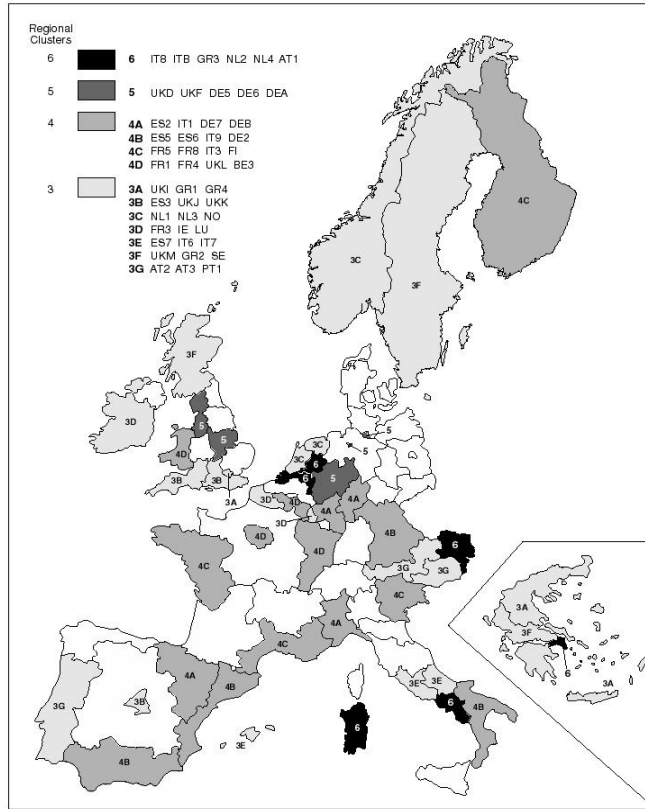 Regional
Clusters
6 6 IT8 ITB GR3 NL2 NL4 AT1
5 5 UKD UKF DE5 DE6 DEA
4 4A ES2 IT1 DE7 DEB
4B ES5 ES6 IT9 DE2
4C FR5 FR8 IT3 FI
4D FR1 FR4 UKL BE3
3 3A UKI GR1 GR4
3B ES3 UKJ UKK
3C NL1 NL3 NO
3D FR3 IE LU
3E ES7 IT6 IT7
3F UKM GR2 SE
3G AT2 AT3 PT1
4C
3C
3F
3F
3D
5
5
4D
3B
3B
3A
5
5
3C
3C
6
6
5
3D
4D
4A
4A
3D
4D
4D
4B
6
3G
3G
4C
4C
4A
4C
4A
4B
3G
3B
4B
3E
6
3E
3E
6
4B
3A
3F
6
3A